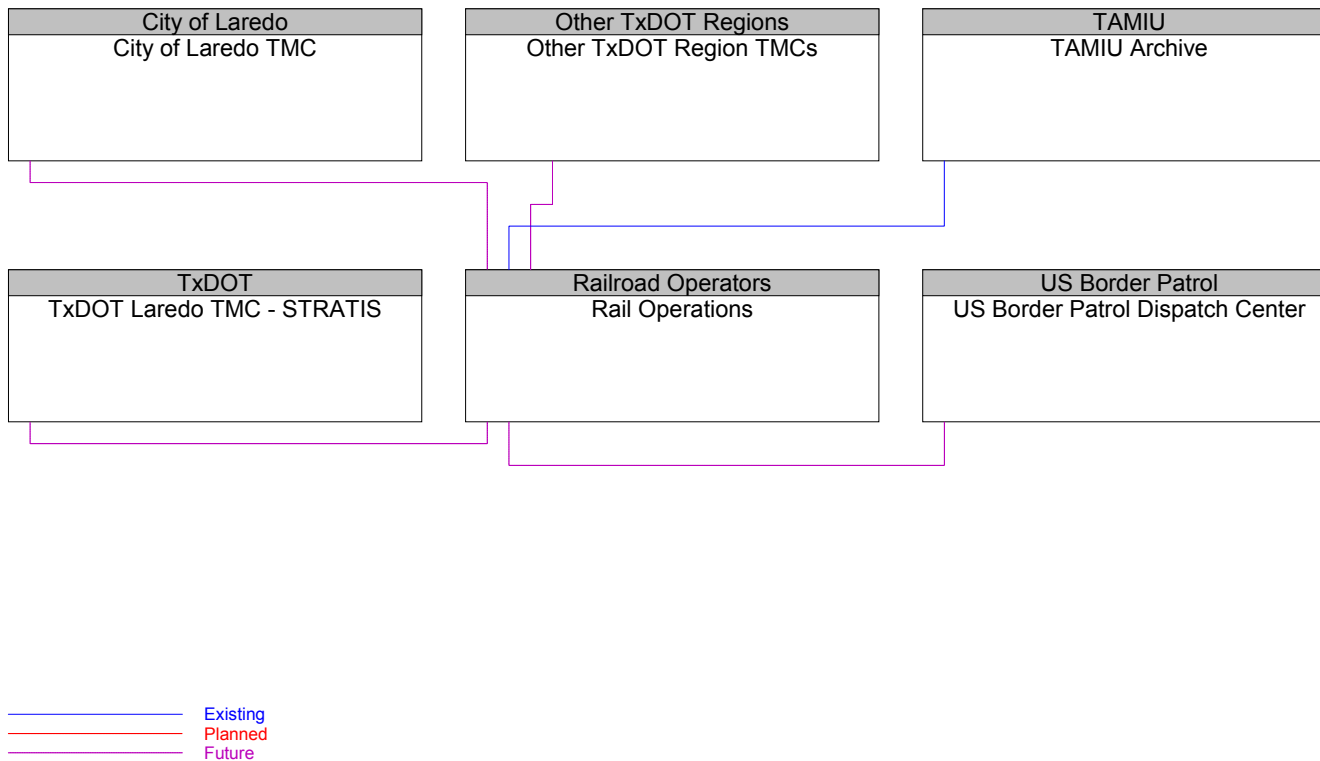 City of Laredo
City of Laredo TMC
Other TxDOT Regions
Other TxDOT Region TMCs
TAMIU
TAMIU Archive
TxDOT
TxDOT Laredo TMC - STRATIS
Railroad Operators
Rail Operations
US Border Patrol
US Border Patrol Dispatch Center
Existing
Planned
Future